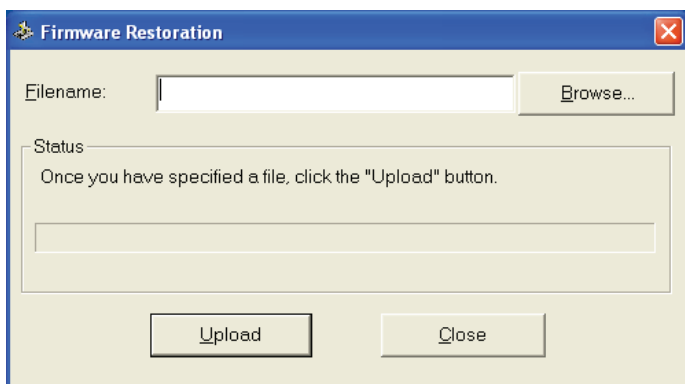 Firmware Restoration
Filename:
Browse...
Status
Once you have specified a file, click the "Upload" button.
Upload
Close